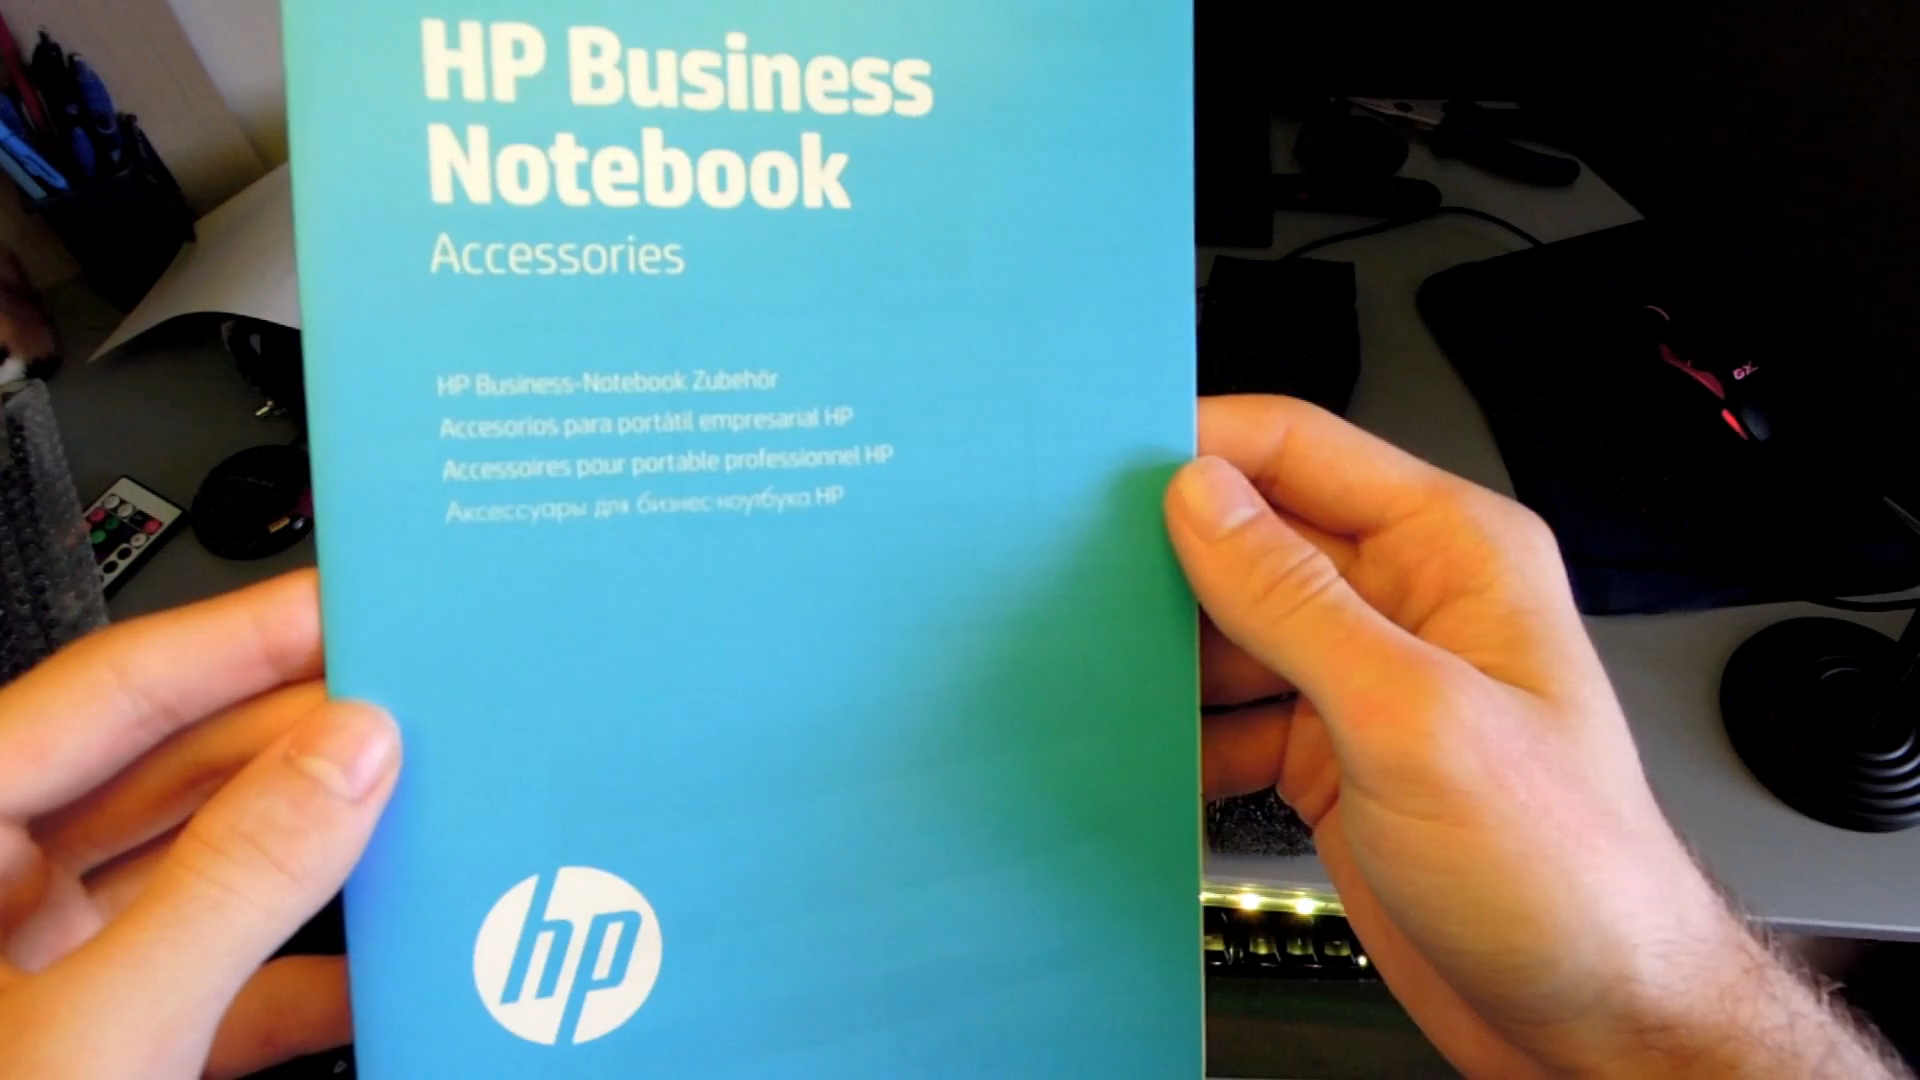 HP Business
Notebook
Accessories
HP Business-Notebook Zubehör
Accesorios para portátil empresarial HP
Accessoires pour portable professionnel HP
Аксессуары для бизнес-ноутбука HP
hp
GX